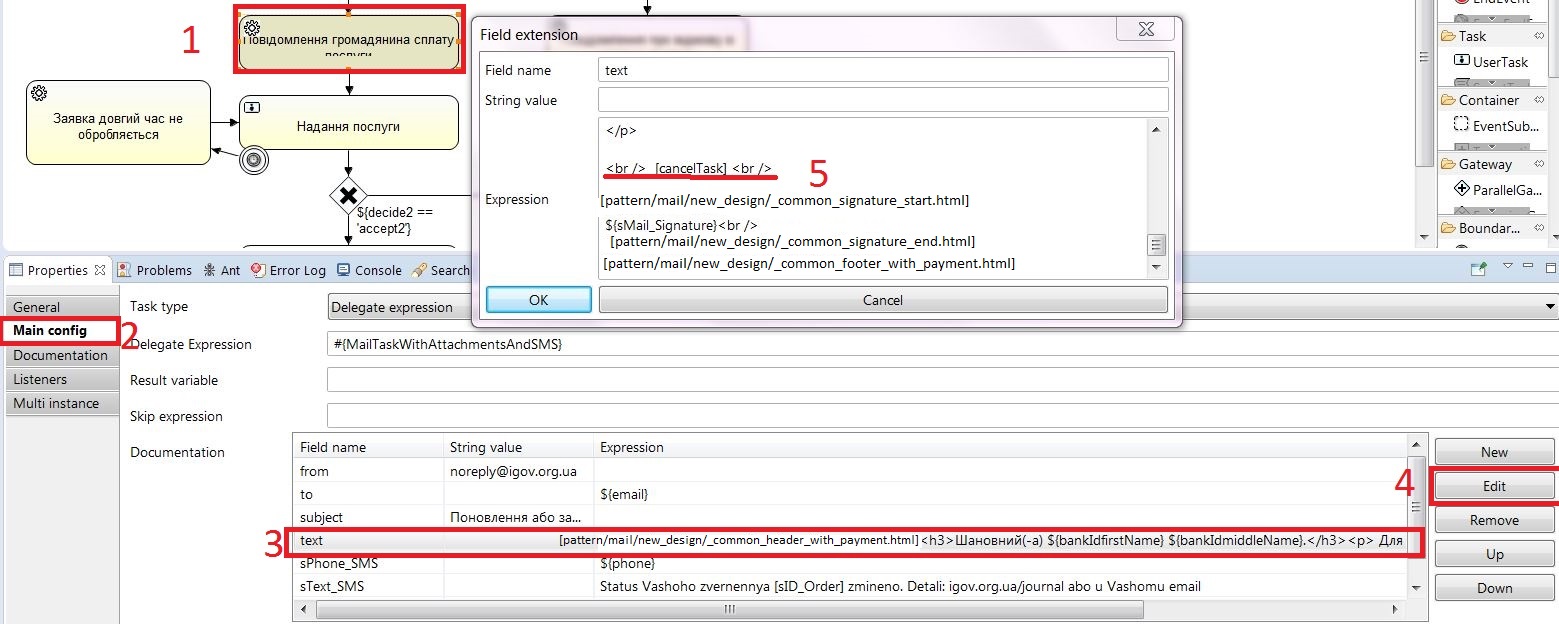 1
Повідомлення громадянина сплату
послуги
Заявка довгий час не
обробляється
Надання послуги
${decide2 ==
'accept2'}
Field extension
Field name
text
String value
Expression
</p>
<br /> [cancelTask] <br />
5
[pattern/mail/new_design/_common_signature_start.html]
${sMail_Signature}<br />
[pattern/mail/new_design/_common_signature_end.html]
[pattern/mail/new_design/_common_footer_with_payment.html]
OK
Cancel
EndEvent
Task
UserTask
Container
EventSub...
Gateway
ParallelGa...
Boundar...
Properties
Problems
Ant
Error Log
Console
Search
General
Main config
2
Documentation
Listeners
Multi instance
Task type
Delegate expression
Delegate Expression
#{MailTaskWithAttachmentsAndSMS}
Result variable
Skip expression
Documentation
Field name String value Expression
from noreply@igov.org.ua
to ${email}
subject Поновлення або за...
3
text [pattern/mail/new_design/_common_header_with_payment.html] <h3>Шановний(-а) ${bankIdfirstName} ${bankIdmiddleName}.</h3><p> Для
sPhone_SMS ${phone}
sText_SMS Status Vashoho zvernennya [sID_Order] zmineno. Detali: igov.org.ua/journal abo u Vashomu email
New
4
Edit
Remove
Up
Down